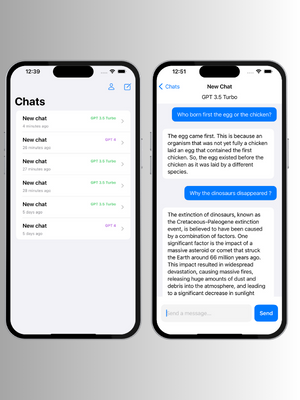 12:39
Chats
New chat
GPT 3.5 Turbo
4 minutes ago
New chat
GPT 4
20 minutes ago
New chat
GPT 3.5 Turbo
21 minutes ago
New chat
GPT 3.5 Turbo
29 minutes ago
New chat
GPT 3.5 Turbo
5 days ago
New chat
GPT 4
5 days ago
12:51
Chats
New Chat
GPT 3.5 Turbo
Who born first the egg or the chicken?
The egg came first. This is because an
organism that was not yet fully a chicken
laid an egg that contained the first
chicken. So, the egg existed before the
chicken as it was laid by a different
species.
Why the dinosaurs disappeared ?
The extinction of dinosaurs, known as
the Cretaceous-Paleogene extinction
event, is believed to have been caused
by a combination of factors. One
significant factor is the impact of a
massive asteroid or comet that struck
the Earth around 66 million years ago.
This impact resulted in widespread
devastation, causing massive fires,
releasing huge amounts of dust and
debris into the atmosphere, and leading
to a significant decrease in sunlight
Send a message...
Send